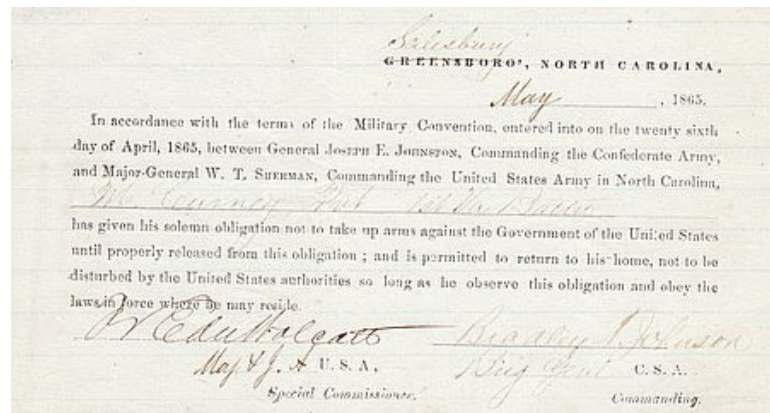 Salisbury
GREENSBORO', NORTH CAROLINA,
May , 1865.
In accordance with the terms of the Military Convention, entered into on the twenty sixth
day of April, 1865, between General JOSEPH E. JOHNSTON, Commanding the Confederate Army,
and Major-General W. T. SHERMAN, Commanding the United States Army in North Carolina,
has given his solemn obligation not to take up arms against the Government of the United States
until properly released from this obligation ; and is permitted to return to his home, not to be
disturbed by the United States authorities so long as he observe this obligation and obey the
laws in force where he may reside.
Bradley T Johnson
U. S. A, Brig Genl C. S. A.
Special Commissioner. Commanding.